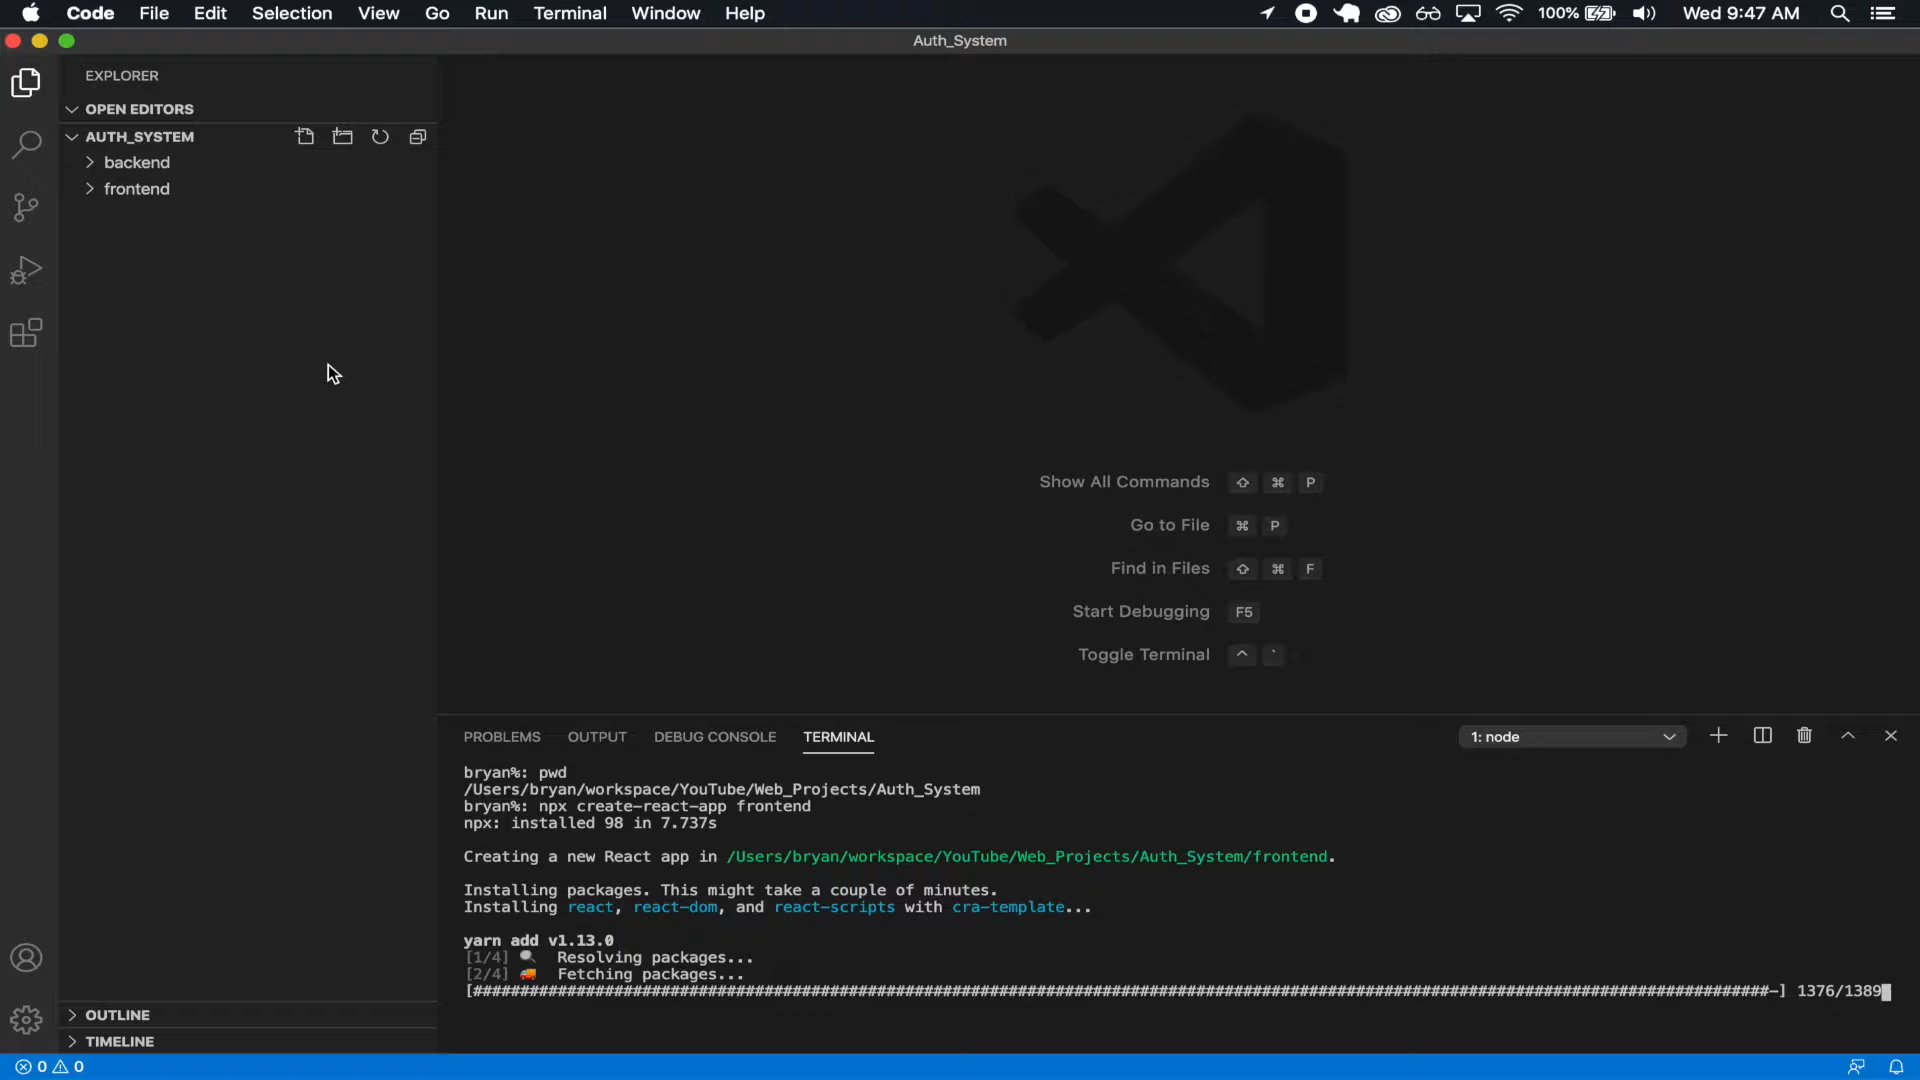 Code File Edit Selection View Go Run Terminal Window Help 100% Wed 9:47 AM
Auth_System
EXPLORER
OPEN EDITORS
AUTH_SYSTEM
backend
frontend
Show All Commands ⇧ ⌘ P
Go to File ⌘ P
Find in Files ⇧ ⌘ F
Start Debugging F5
Toggle Terminal ^ `
PROBLEMS OUTPUT DEBUG CONSOLE TERMINAL 1: node
bryan%: pwd
/Users/bryan/workspace/YouTube/Web_Projects/Auth_System
bryan%: npx create-react-app frontend
npx: installed 98 in 7.737s
Creating a new React app in /Users/bryan/workspace/YouTube/Web_Projects/Auth_System/frontend.
Installing packages. This might take a couple of minutes.
Installing react, react-dom, and react-scripts with cra-template...
yarn add v1.13.0
[1/4] 🔍 Resolving packages...
[2/4] 🚚 Fetching packages...
[##########################################################################################################################################-] 1376/1389
OUTLINE
TIMELINE
0 0